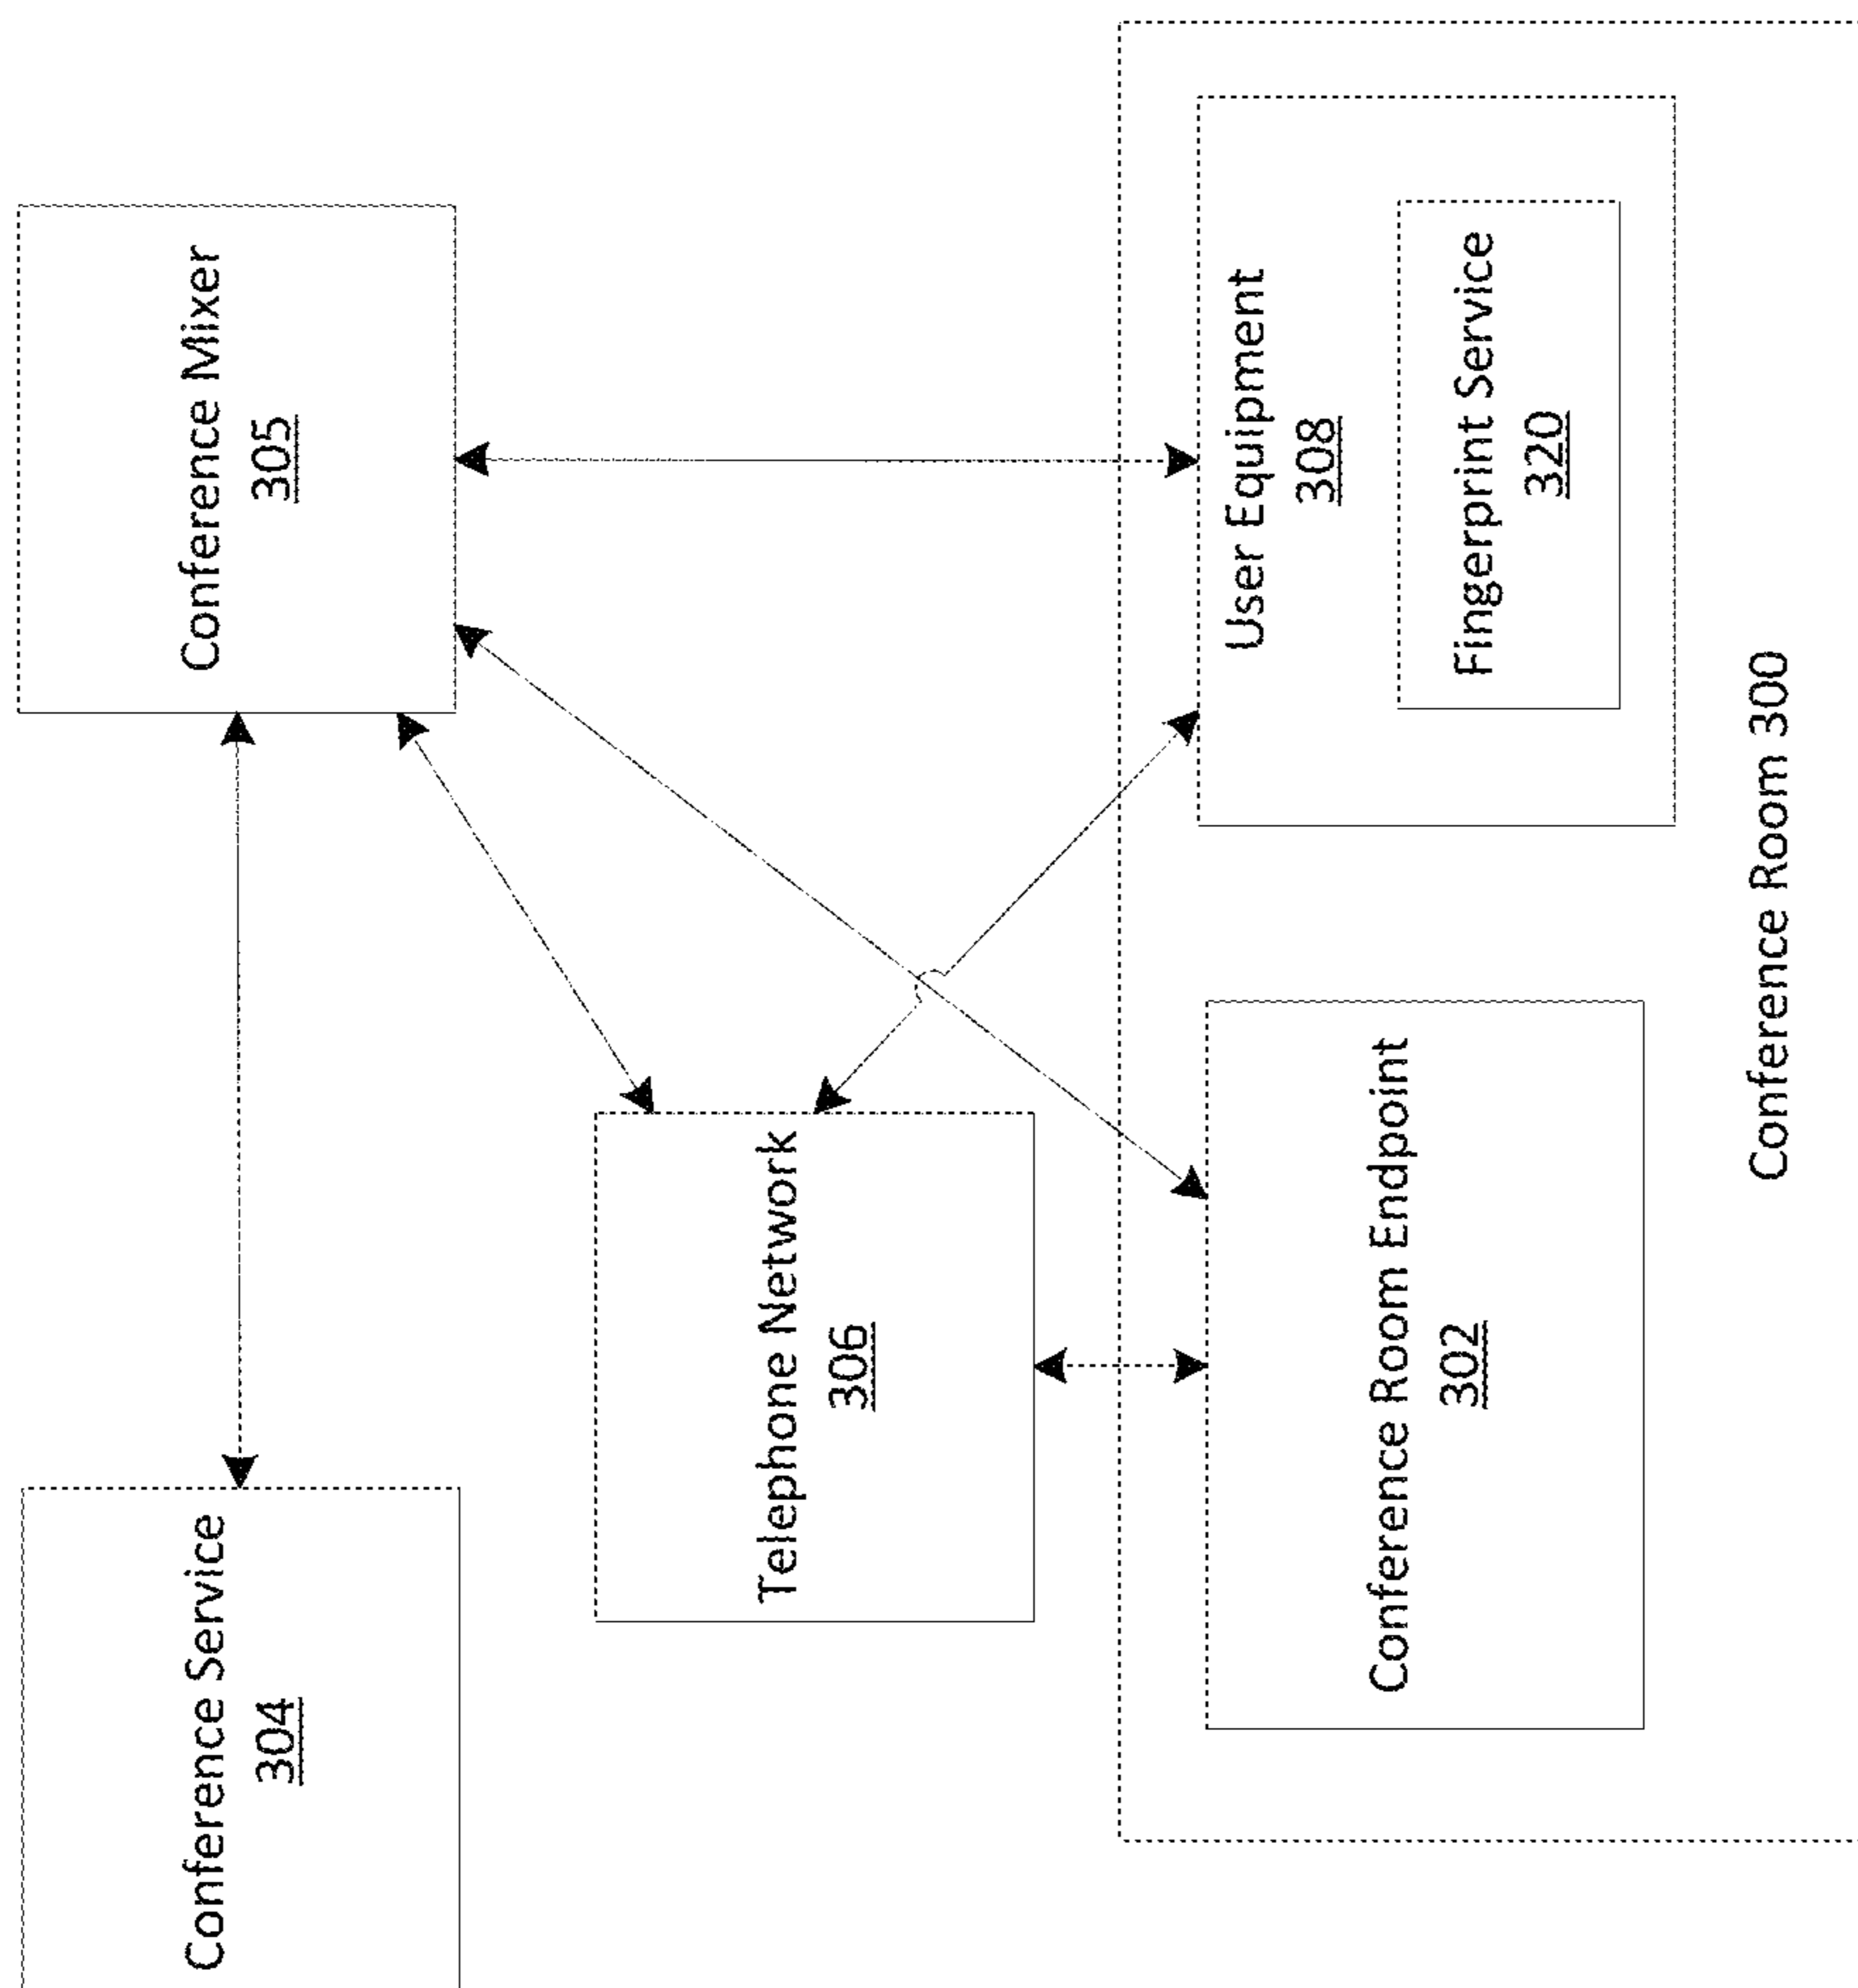 Conference Service
304
Conference Mixer
305
Telephone Network
306
User Equipment
308
Conference Room Endpoint
302
Fingerprint Service
320
Conference Room 300